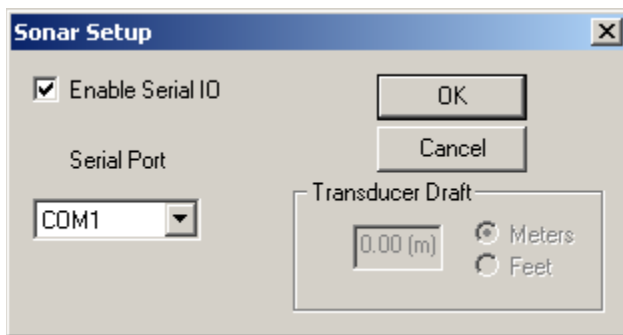 Sonar Setup
Enable Serial IO
OK
Cancel
Serial Port
COM1
Transducer Draft
0.00 (m)
Meters
Feet